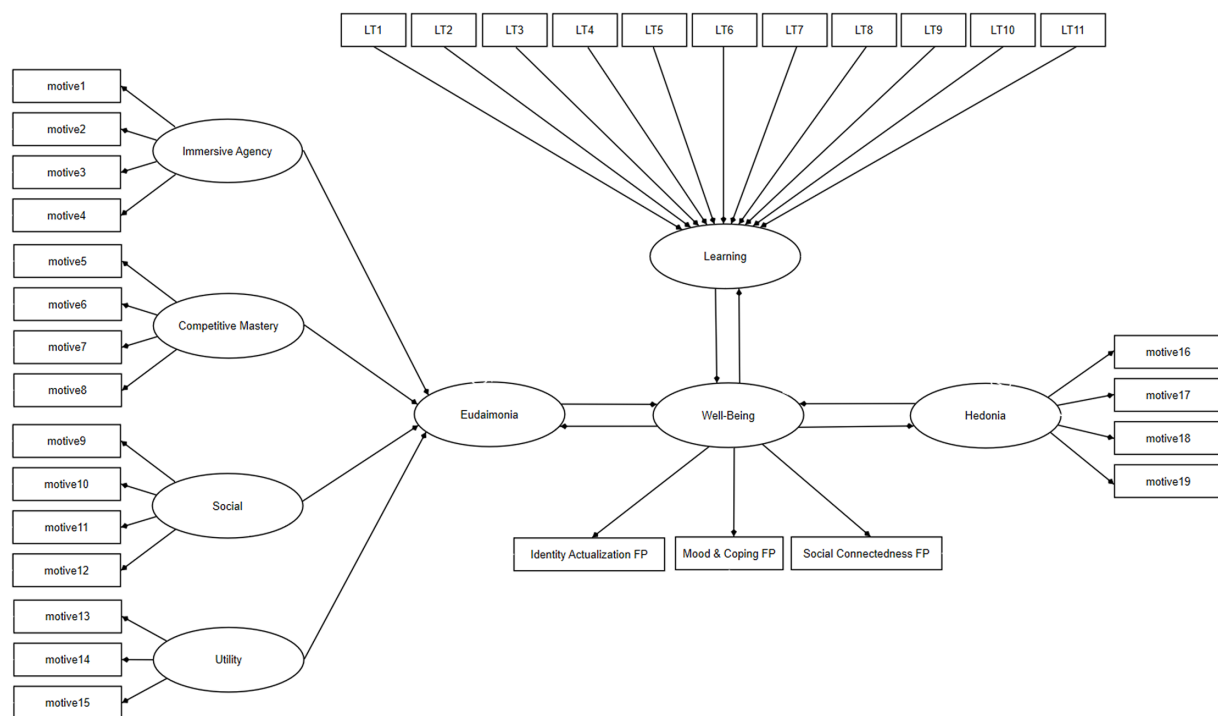 LT1
LT2
LT3
LT4
LT5
LT6
LT7
LT8
LT9
LT10
LT11
motive1
motive2
motive3
motive4
Immersive Agency
motive5
motive6
motive7
motive8
Competitive Mastery
motive9
motive10
motive11
motive12
Social
motive13
motive14
motive15
Utility
Learning
Eudaimonia
Well-Being
Hedonia
motive16
motive17
motive18
motive19
Identity Actualization FP
Mood & Coping FP
Social Connectedness FP